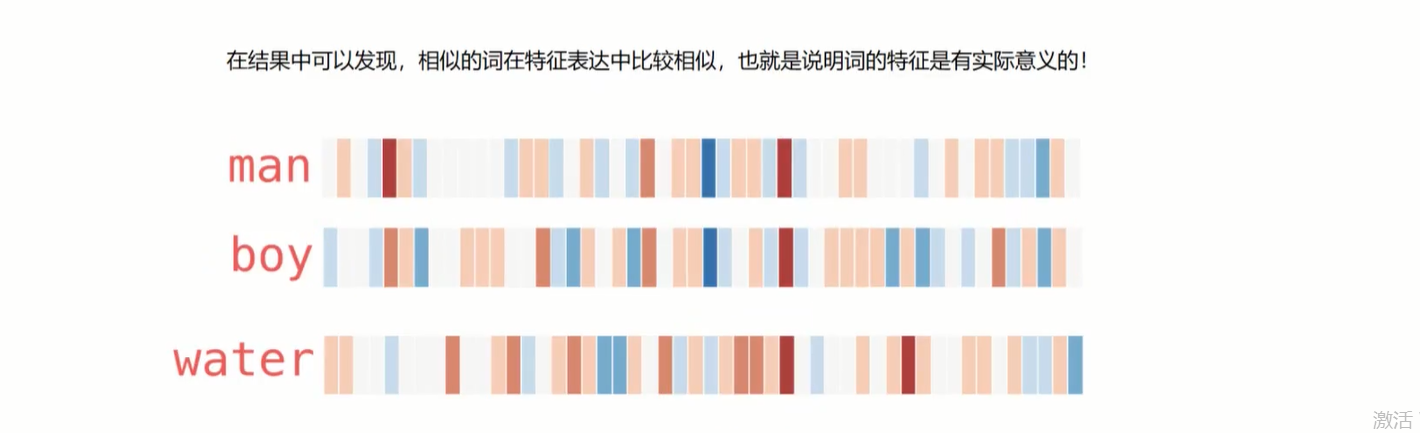 在结果中可以发现，相似的词在特征表达中比较相似，也就是说明词的特征是有实际意义的！
man
boy
water
激活